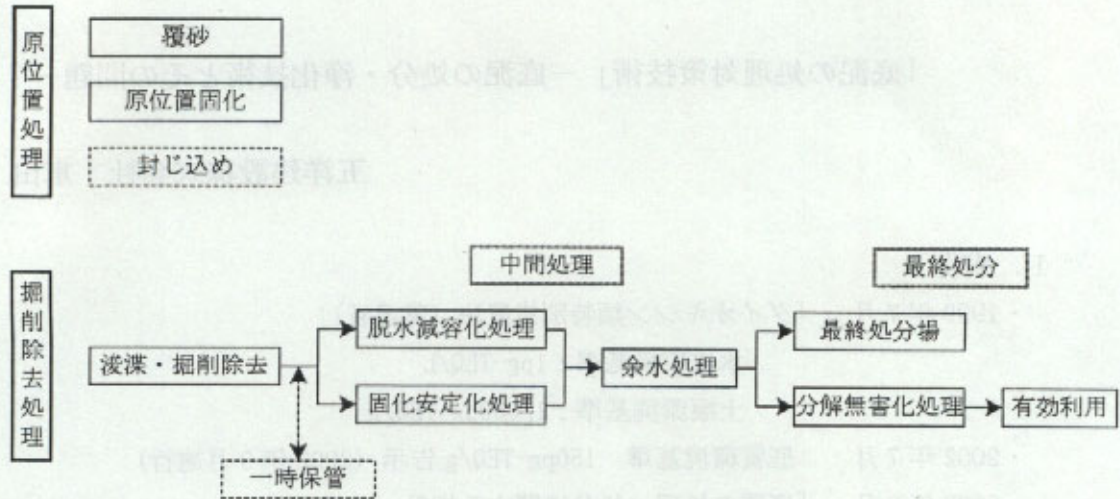 原位置処理
覆砂
原位置固化
封じ込め
掘削除去処理
中間処理
最終処分
浚渫・掘削除去
脱水減容化処理
固化安定化処理
余水処理
最終処分場
分解無害化処理
有効利用
一時保管